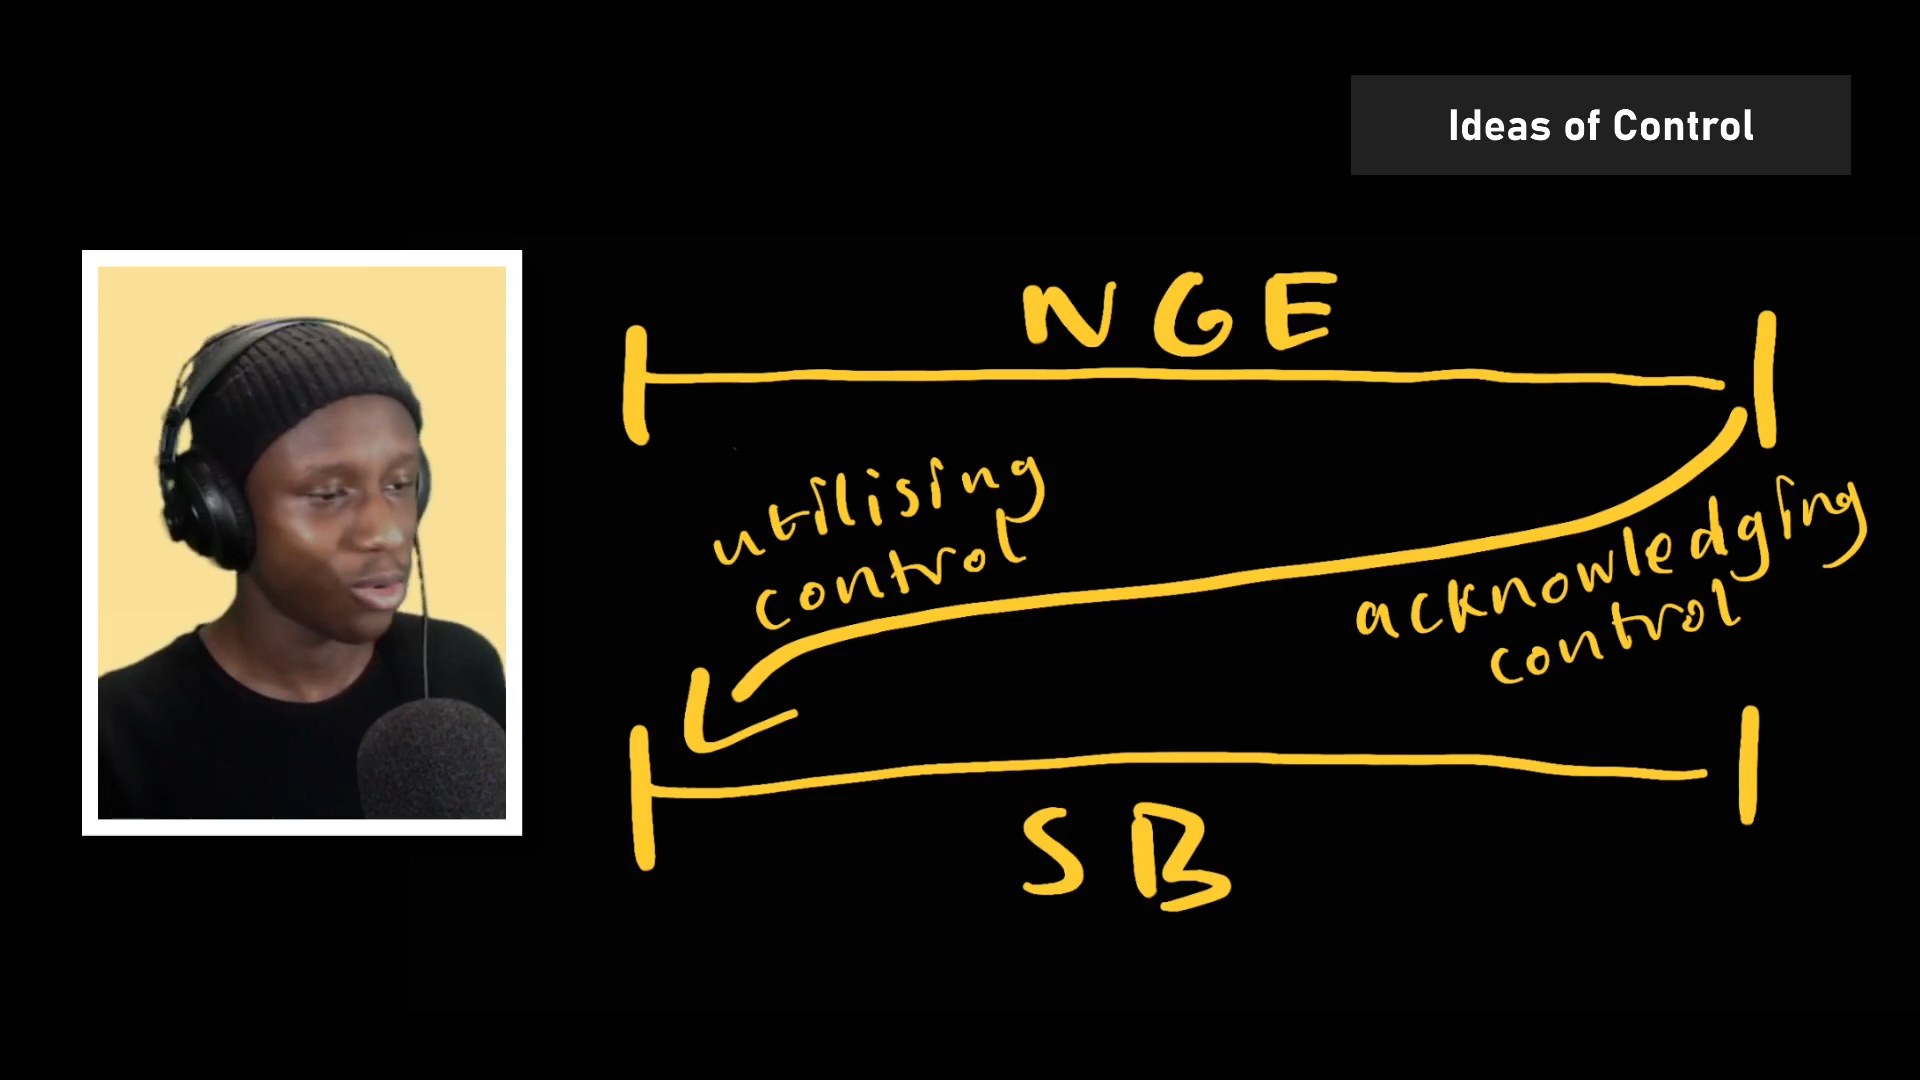 Ideas of Control
NGE
utilising
control
acknowledging
control
SB